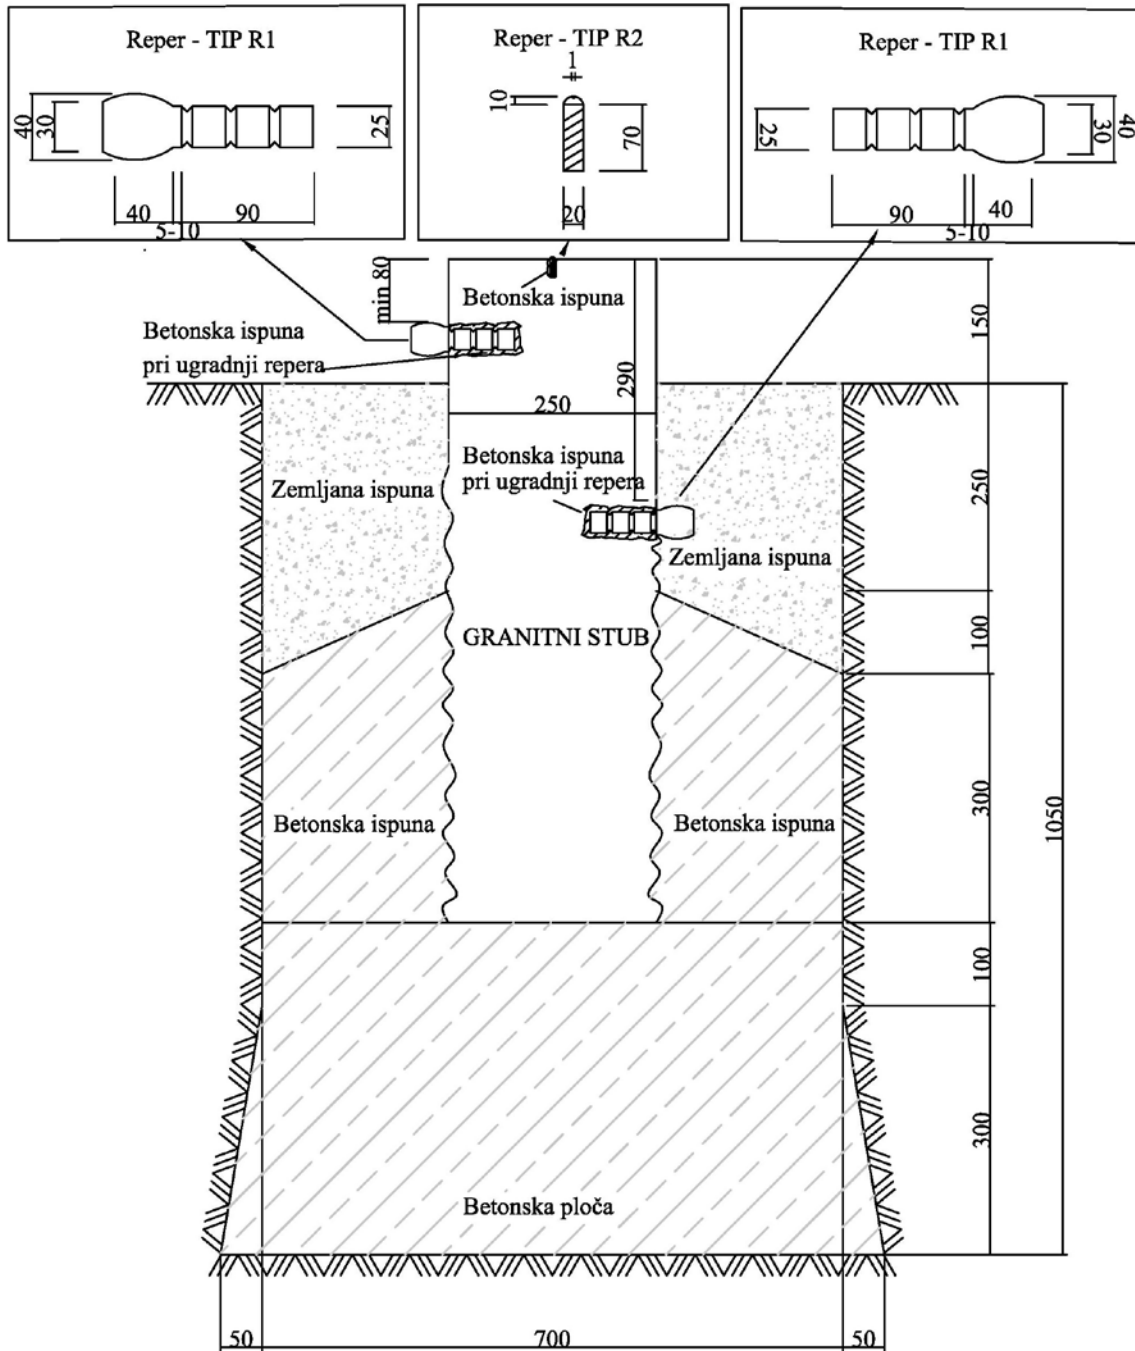 Reper - TIP R1
40
30
25
40
90
5-10
Reper - TIP R2
1
10
70
20
Reper - TIP R1
25
30
40
90
40
5-10
min 80
Betonska ispuna
150
Betonska ispuna
pri ugradnji repera
290
250
Betonska ispuna
pri ugradnji repera
Zemljana ispuna
250
Zemljana ispuna
GRANITNI STUB
100
Betonska ispuna
Betonska ispuna
300
1050
100
300
Betonska ploča
50
700
50